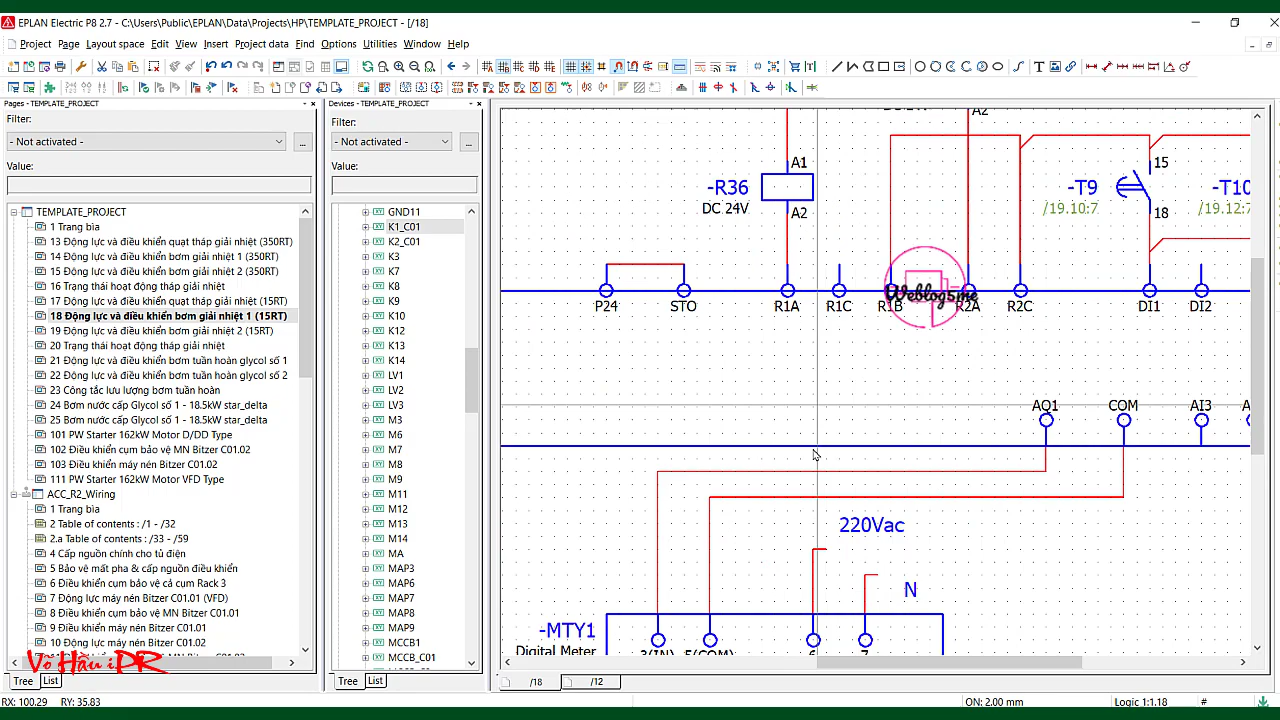 EPLAN Electric P8 2.7 - C:\Users\Public\EPLAN\Data\Projects\HP\TEMPLATE_PROJECT - [/18]
Project Page Layout space Edit View Insert Project data Find Options Utilities Window Help
Pages - TEMPLATE_PROJECT
Filter:
- Not activated -
...
Value:
TEMPLATE_PROJECT
1 Trang bìa
13 Động lực và điều khiển quạt tháp giải nhiệt (350RT)
14 Động lực và điều khiển bơm giải nhiệt 1 (350RT)
15 Động lực và điều khiển bơm giải nhiệt 2 (350RT)
16 Trạng thái hoạt động tháp giải nhiệt
17 Động lực và điều khiển quạt
18 Động lực và điều khiển bơm giải nhiệt 1 (15RT)
19 Động lực và điều khiển bơm giải nhiệt 2 (15RT)
20 Trạng thái hoạt động tháp giải nhiệt
21 Động lực và điều khiển bơm tuần hoàn glycol số 1
22 Động lực và điều khiển bơm tuần hoàn glycol số 2
23 Công tắc lưu lượng bơm tuần hoàn
24 Bơm nước cấp Glycol số 1 - 18.5kW star_delta
25 Bơm nước cấp Glycol số 1 - 18.5kW star_delta
101 PW Starter 162kW Motor D/DD Type
102 Điều khiển cụm bảo vệ MN Bitzer C01.02
103 Điều khiển máy nén Bitzer C01.02
111 PW Starter 162kW Motor VFD Type
ACC_R2_Wiring
1 Trang bìa
2 Table of contents : /1 - /32
2.a Table of contents : /33 - /59
4 Cấp nguồn chính cho tủ điện
5 Bảo vệ mất pha & cấp nguồn điều khiển
6 Điều khiển cụm bảo vệ cả cụm Rack 3
7 Động lực máy nén Bitzer C01.01 (VFD)
8 Điều khiển cụm bảo vệ MN Bitzer C01.01
9 Điều khiển máy nén Bitzer C01.01
10 Động lực máy nén Bitzer C01.02
MN Bitzer C01.02
Võ Hầu iPR
Tree List
Devices - TEMPLATE_PROJECT
Filter:
- Not activated -
...
Value:
GND11
K1_C01
K2_C01
K3
K7
K8
K9
K10
K12
K13
K14
LV1
LV2
LV3
M3
M6
M7
M8
M9
M11
M12
M13
M14
MA
MAP3
MAP6
MAP7
MAP8
MAP9
MCCB1
MCCB_C01
Tree List
A2
A1
-R36
DC 24V
A2
15
-T9
/19.10:7
18
-T10
/19.12:7
P24 STO R1A R1C R1B R2A R2C DI1 DI2
Weblog5me
AQ1 COM AI3
220Vac
N
-MTY1
Digital Meter
3(IN) 5(COM) 6 7
/18 /12
RX: 100.29 RY: 35.83 ON: 2.00 mm Logic 1:1.18 #